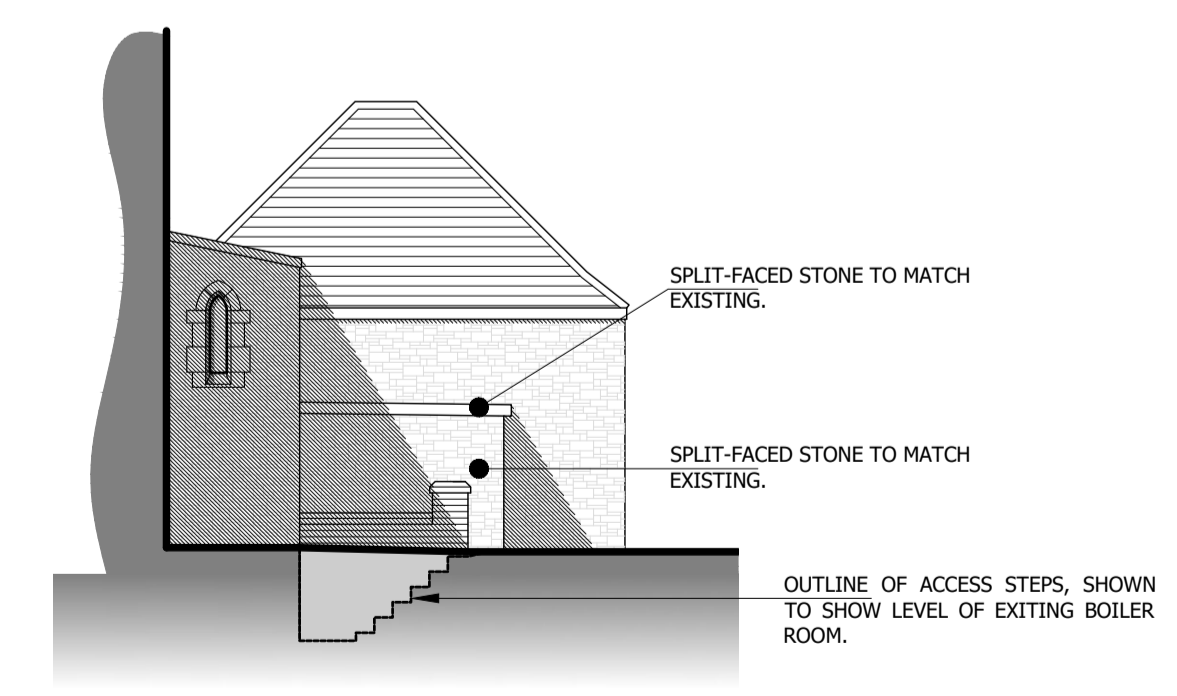 SPLIT-FACED STONE TO MATCH
EXISTING.
SPLIT-FACED STONE TO MATCH
EXISTING.
OUTLINE OF ACCESS STEPS, SHOWN
TO SHOW LEVEL OF EXITING BOILER
ROOM.